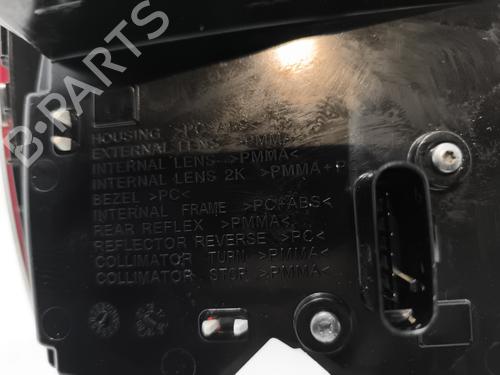 B-PARTS
HOUSING >PC+ABS<
EXTERNAL LENS >PMMA<
INTERNAL LENS >PMMA<
INTERNAL LENS 2K >PMMA+P
BEZEL >PC<
INTERNAL FRAME >PC+ABS<
REAR REFLEX >PMMA<
REFLECTOR REVERSE >PC<
COLLIMATOR TURN >PMMA<
COLLIMATOR STOP >PMMA<